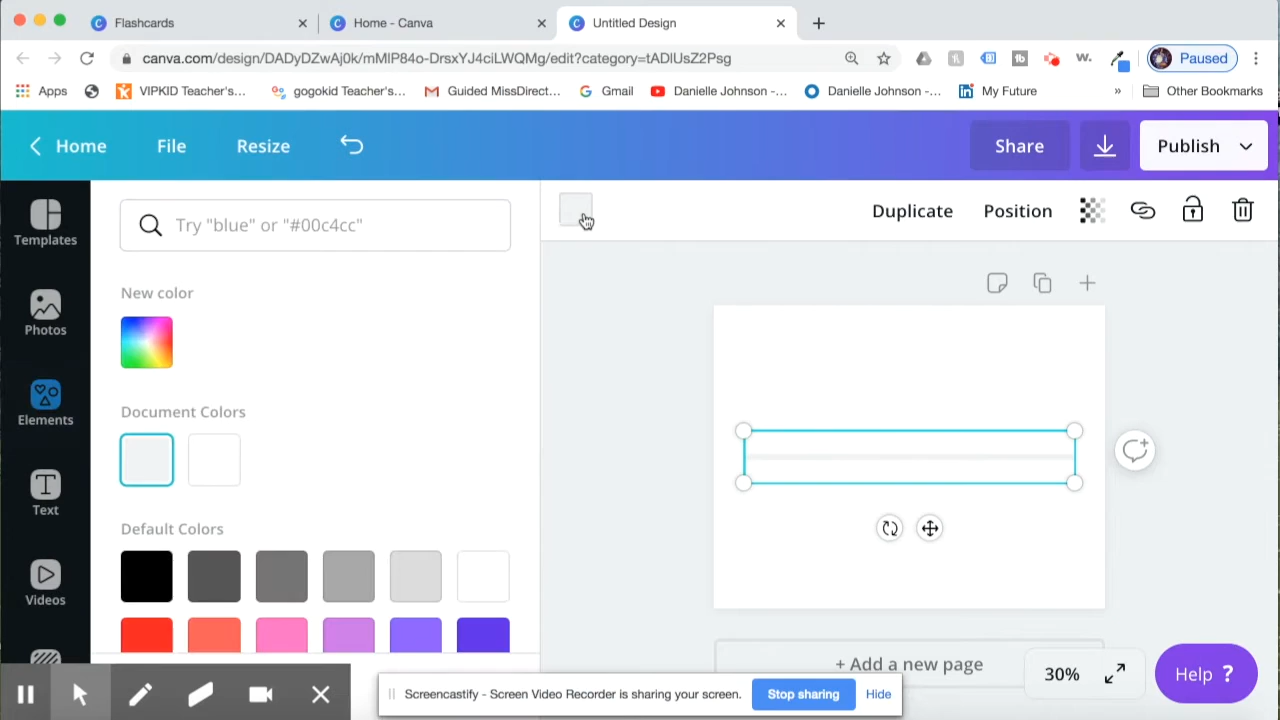 Flashcards
Home - Canva
Untitled Design
canva.com/design/DADyDZwAj0k/mMlP84o-DrsxYJ4ciLWQMg/edit?category=tADlUsZ2Psg
Paused
Apps
VIPKID Teacher's...
gogokid Teacher's...
Guided MissDirect...
Gmail
Danielle Johnson -...
Danielle Johnson -...
My Future
Other Bookmarks
Home
File
Resize
Share
Publish
Templates
Try "blue" or "#00c4cc"
Duplicate
Position
New color
Photos
Document Colors
Elements
Text
Default Colors
Videos
+ Add a new page
30%
Help ?
Screencastify - Screen Video Recorder is sharing your screen.
Stop sharing
Hide